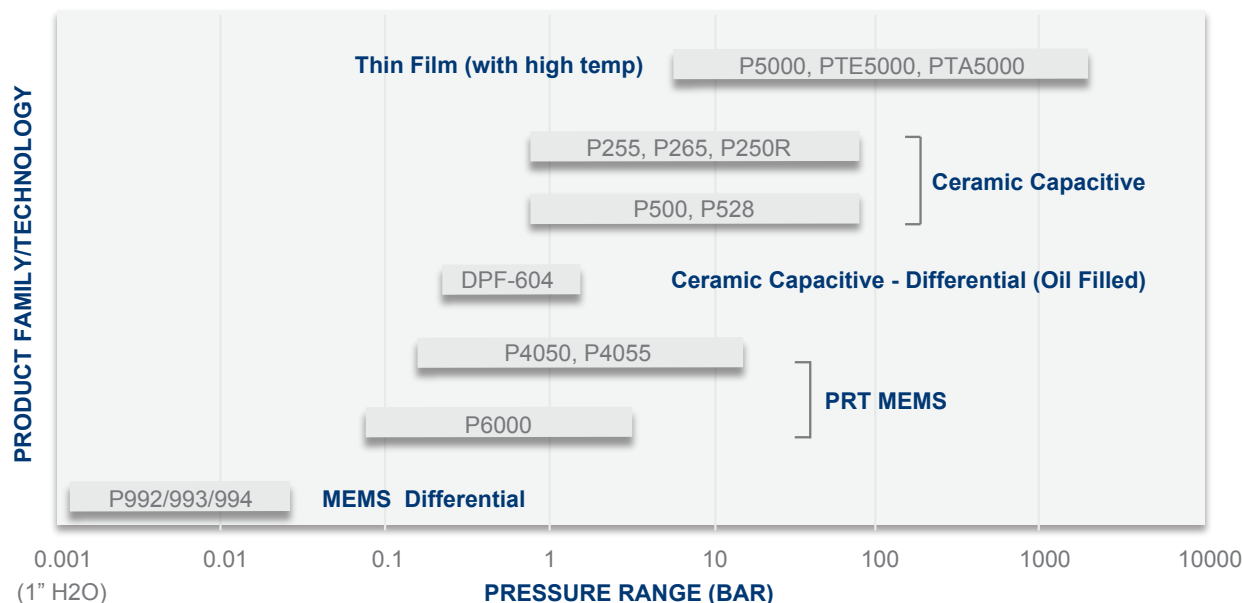 PRODUCT FAMILY/TECHNOLOGY
Thin Film (with high temp)
P5000, PTE5000, PTA5000
P255, P265, P250R
Ceramic Capacitive
P500, P528
DPF-604
Ceramic Capacitive - Differential (Oil Filled)
P4050, P4055
PRT MEMS
P6000
P992/993/994
MEMS Differential
0.001 0.01 0.1 1 10 100 1000 10000
(1” H2O)
PRESSURE RANGE (BAR)